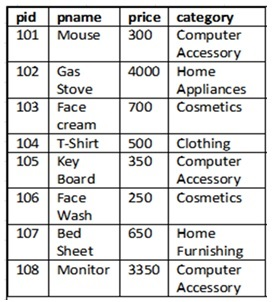 pid pname price category
101 Mouse 300 Computer
Accessory
102 Gas 4000 Home
Stove Appliances
103 Face 700 Cosmetics
cream
104 T-Shirt 500 Clothing
105 Key 350 Computer
Board Accessory
106 Face 250 Cosmetics
Wash
107 Bed 650 Home
Sheet Furnishing
108 Monitor 3350 Computer
Accessory